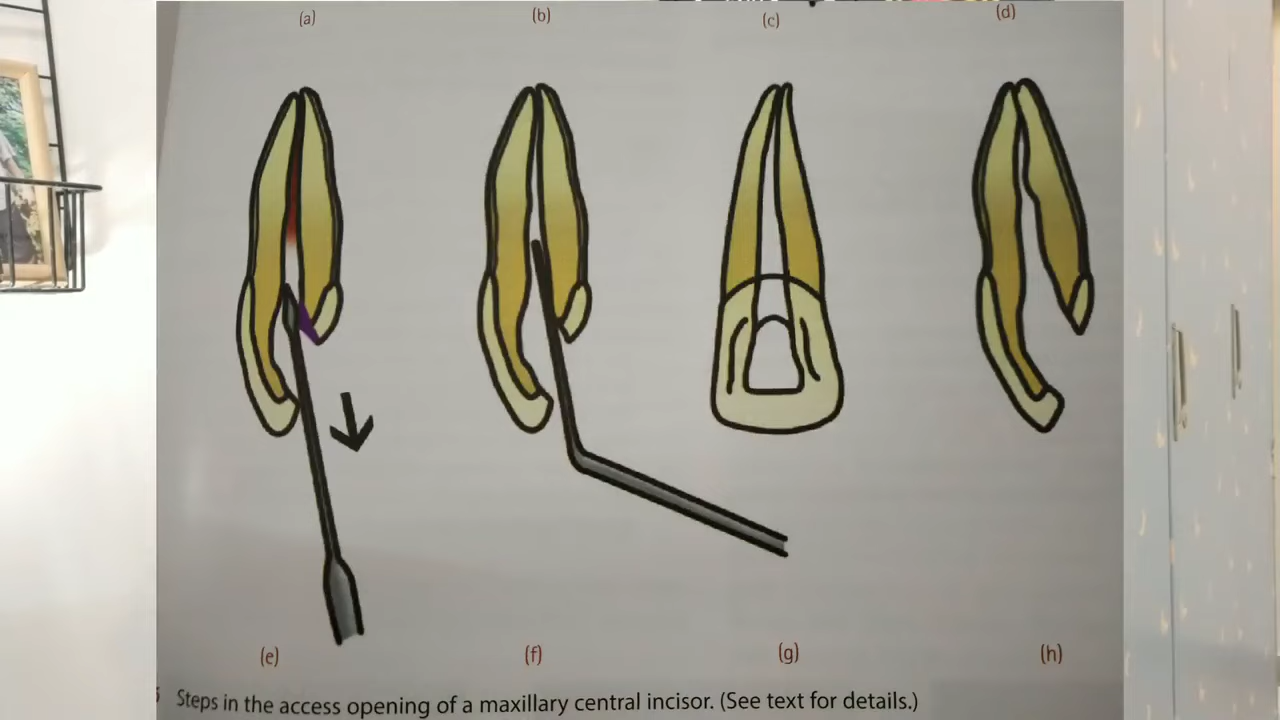 (a) (b) (c) (d)
(e) (f) (g) (h)
Steps in the access opening of a maxillary central incisor. (See text for details.)